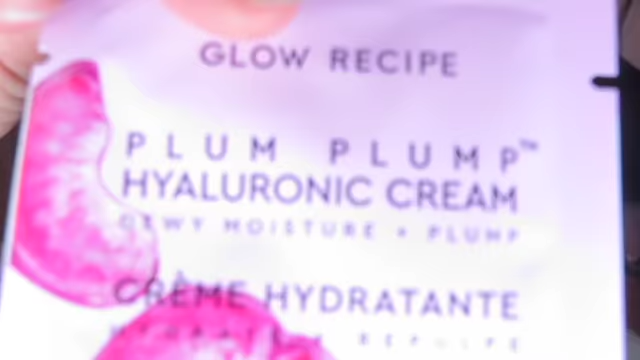 GLOW RECIPE
PLUM PLUMP™
HYALURONIC CREAM
DEWY MOISTURE + PLUMP
CRÈME HYDRATANTE